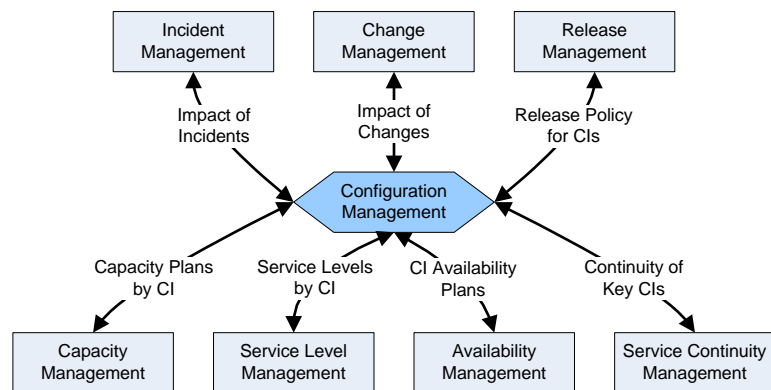 Incident
Management
Change
Management
Release
Management
Impact of
Incidents
Impact of
Changes
Release Policy
for CIs
Configuration
Management
Capacity Plans
by CI
Service Levels
by CI
CI Availability
Plans
Continuity of
Key CIs
Capacity
Management
Service Level
Management
Availability
Management
Service Continuity
Management